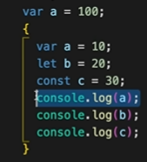 var a = 100;
{
var a = 10;
let b = 20;
const c = 30;
console.log(a);
console.log(b);
console.log(c);
}